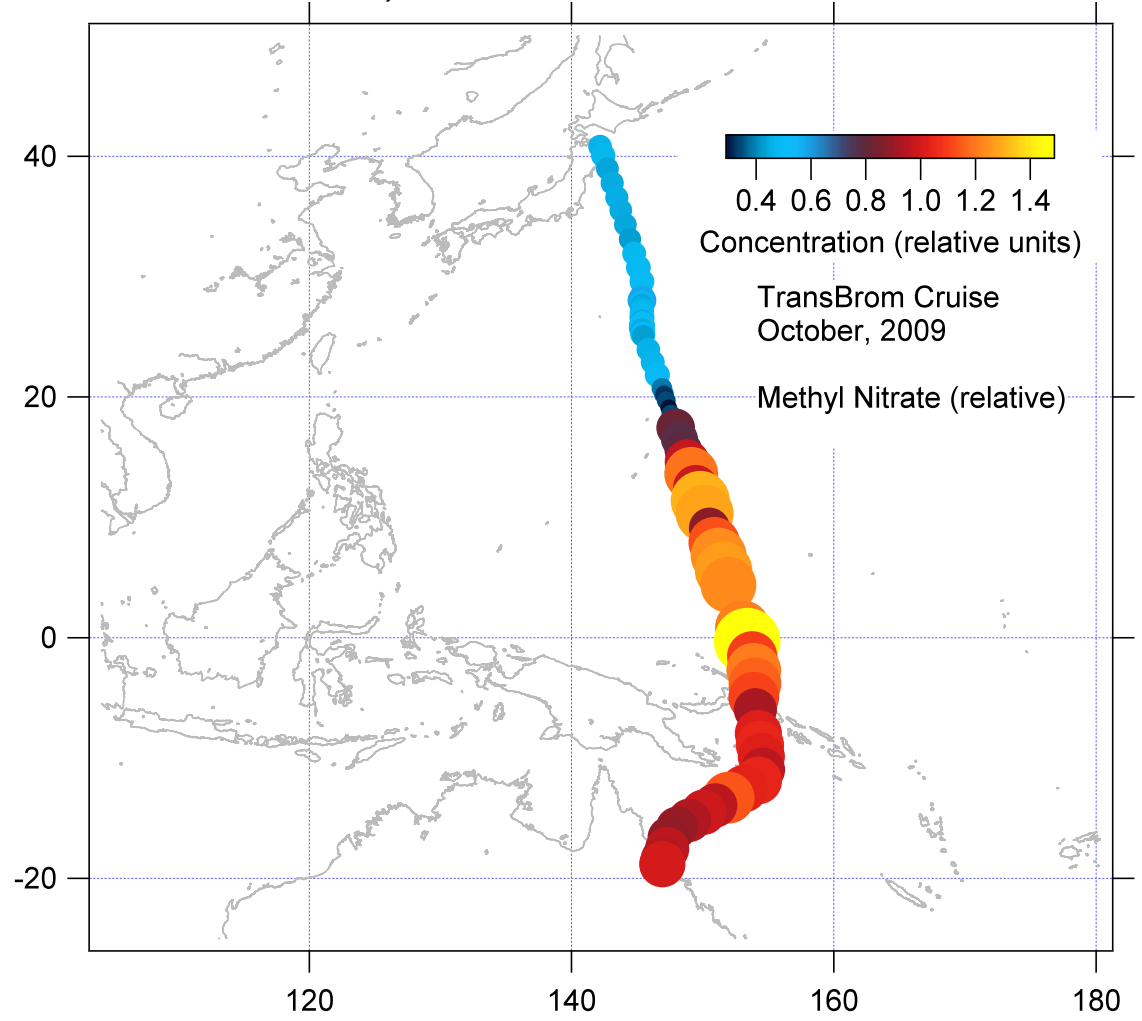 40
20
0
-20
120
140
160
180
0.4 0.6 0.8 1.0 1.2 1.4
Concentration (relative units)
TransBrom Cruise
October, 2009
Methyl Nitrate (relative)